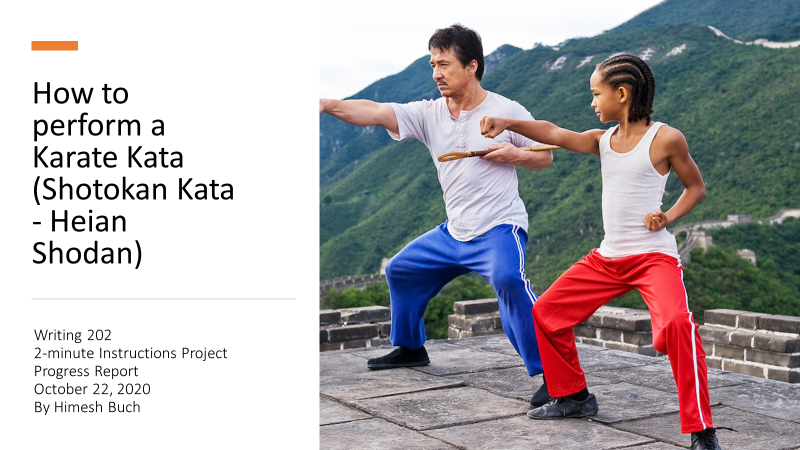 How to
perform a
Karate Kata
(Shotokan Kata
- Heian
Shodan)
Writing 202
2-minute Instructions Project
Progress Report
October 22, 2020
By Himesh Buch